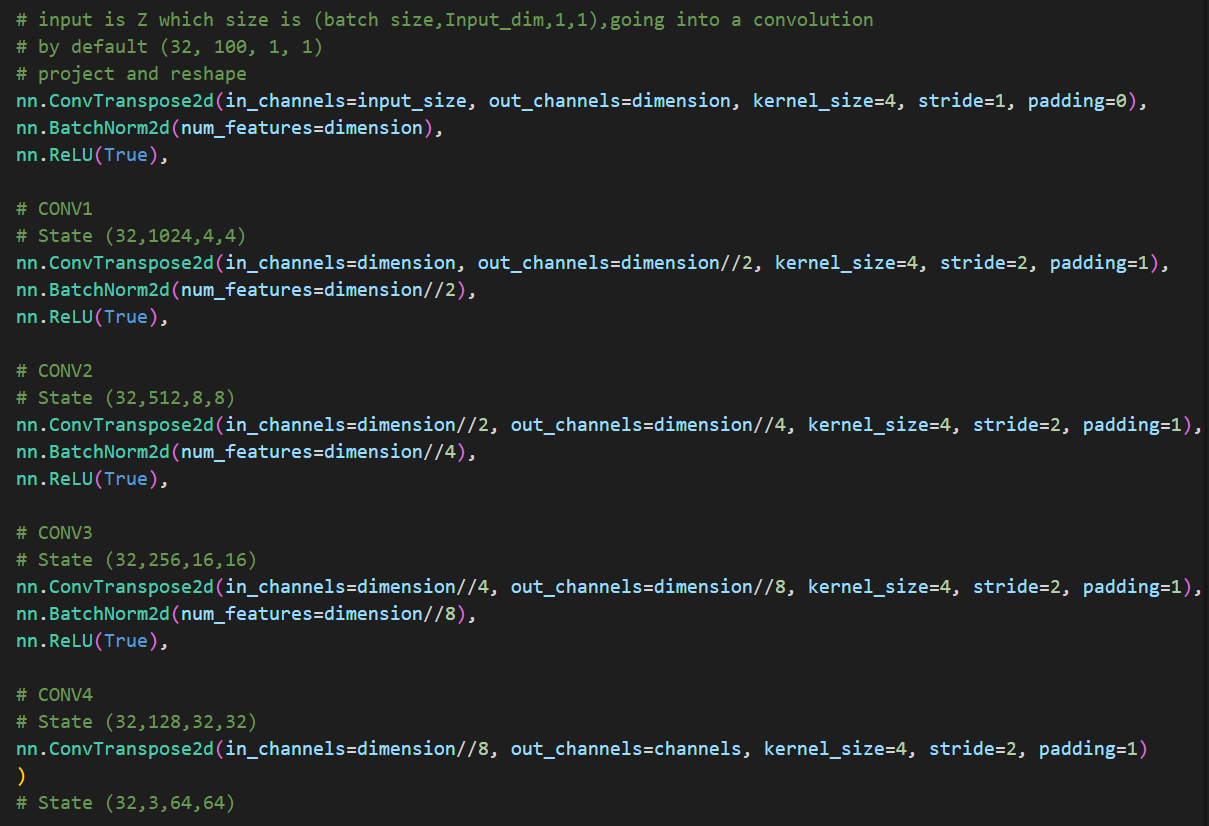 # input is Z which size is (batch size,Input_dim,1,1),going into a convolution
# by default (32, 100, 1, 1)
# project and reshape
nn.ConvTranspose2d(in_channels=input_size, out_channels=dimension, kernel_size=4, stride=1, padding=0),
nn.BatchNorm2d(num_features=dimension),
nn.ReLU(True),
# CONV1
# State (32,1024,4,4)
nn.ConvTranspose2d(in_channels=dimension, out_channels=dimension//2, kernel_size=4, stride=2, padding=1),
nn.BatchNorm2d(num_features=dimension//2),
nn.ReLU(True),
# CONV2
# State (32,512,8,8)
nn.ConvTranspose2d(in_channels=dimension//2, out_channels=dimension//4, kernel_size=4, stride=2, padding=1),
nn.BatchNorm2d(num_features=dimension//4),
nn.ReLU(True),
# CONV3
# State (32,256,16,16)
nn.ConvTranspose2d(in_channels=dimension//4, out_channels=dimension//8, kernel_size=4, stride=2, padding=1),
nn.BatchNorm2d(num_features=dimension//8),
nn.ReLU(True),
# CONV4
# State (32,128,32,32)
nn.ConvTranspose2d(in_channels=dimension//8, out_channels=channels, kernel_size=4, stride=2, padding=1)
)
# State (32,3,64,64)